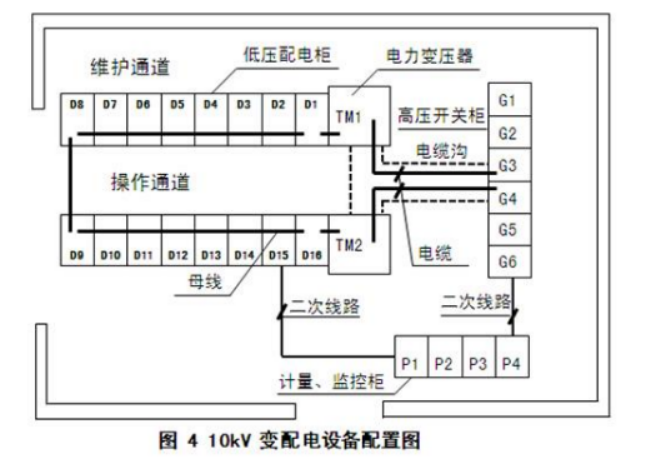 低压配电柜
电力变压器
维护通道
D8 D7 D6 D5 D4 D3 D2 D1
TM1
高压开关柜
G1
G2
G3
G4
G5
G6
电缆沟
操作通道
D9 D10 D11 D12 D13 D14 D15 D16
TM2
电缆
母线
二次线路
二次线路
P1 P2 P3 P4
计量、监控柜
图 4 10kV 变配电设备配置图